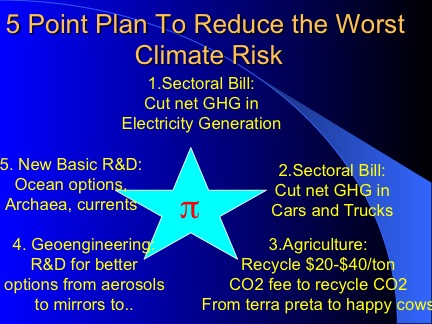 5 Point Plan To Reduce the Worst
Climate Risk
1.Sectoral Bill:
Cut net GHG in
Electricity Generation
5. New Basic R&D:
Ocean options,
Archaea, currents
π
2.Sectoral Bill:
Cut net GHG in
Cars and Trucks
4. Geoengineering
R&D for better
options from aerosols
to mirrors to..
3.Agriculture:
Recycle $20-$40/ton
CO2 fee to recycle CO2
From terra preta to happy cows